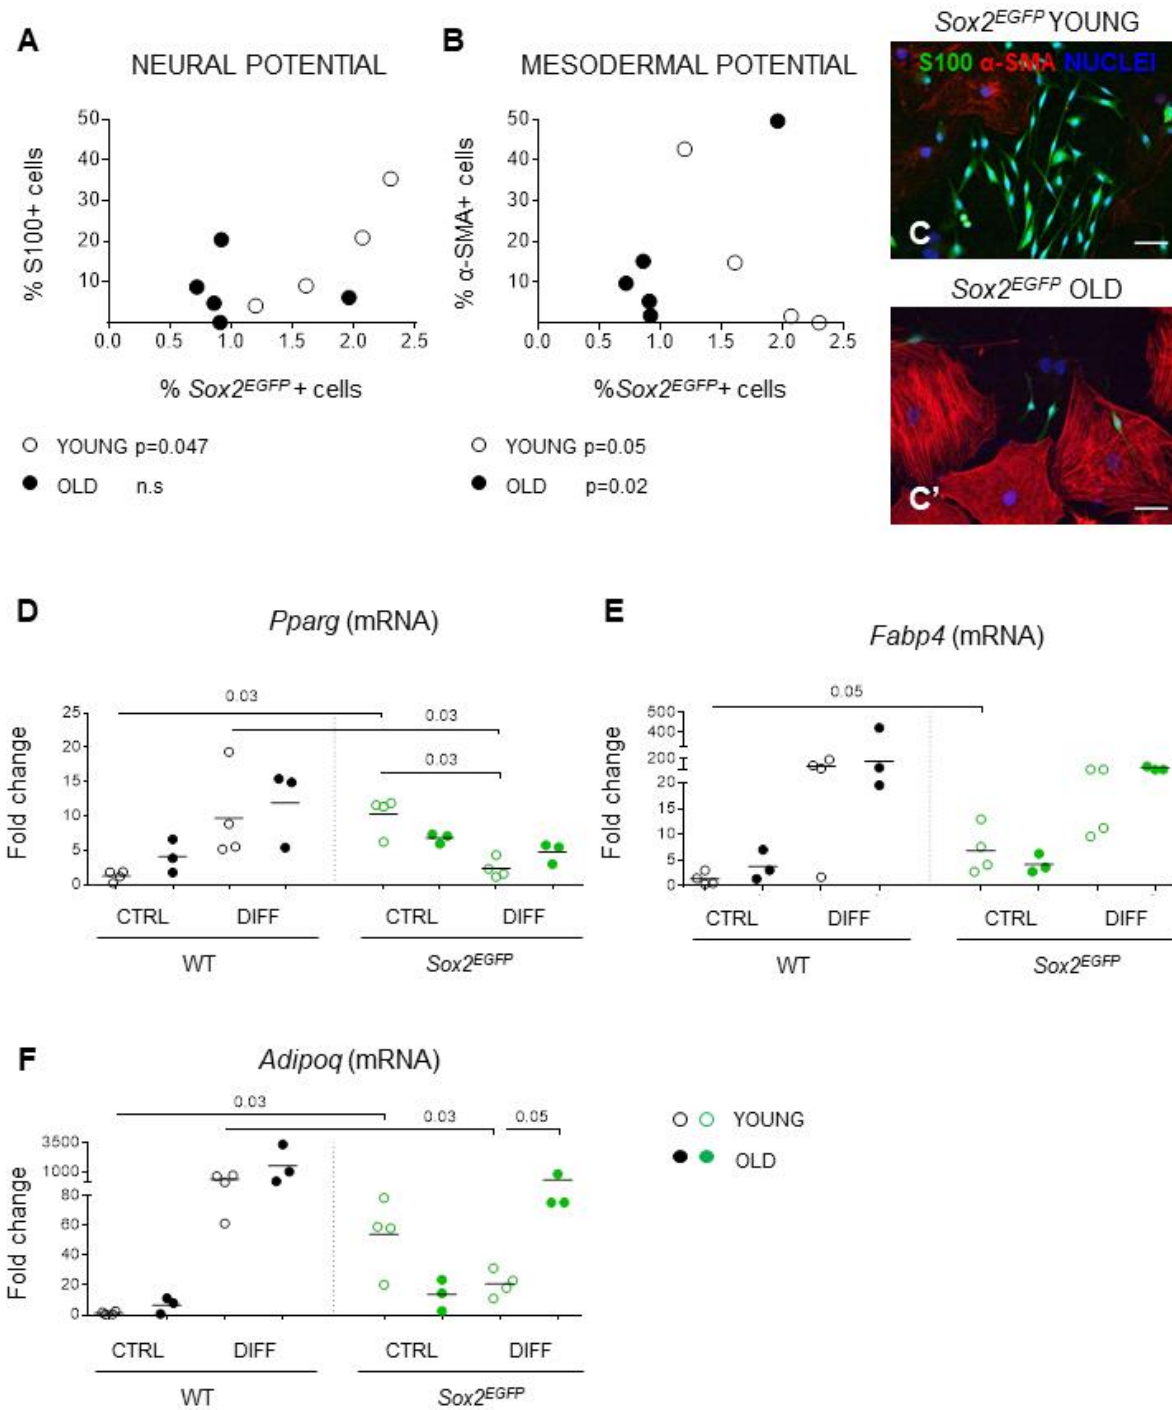 A
NEURAL POTENTIAL
% S100+ cells
50
40
30
20
10
0.0 0.5 1.0 1.5 2.0 2.5
% Sox2EGFP+ cells
YOUNG p=0.047
OLD n.s
B
MESODERMAL POTENTIAL
% α-SMA+ cells
50
40
30
20
10
0.0 0.5 1.0 1.5 2.0 2.5
%Sox2EGFP+ cells
YOUNG p=0.05
OLD p=0.02
Sox2EGFP YOUNG
S100 α-SMA NUCLEI
C
Sox2EGFP OLD
C'
D
Pparg (mRNA)
Fold change
25
20
15
10
5
0
0.03
0.03
0.03
CTRL DIFF CTRL DIFF
WT Sox2EGFP
E
Fabp4 (mRNA)
Fold change
500
400
200
100
20
15
10
5
0
0.05
CTRL DIFF CTRL DIFF
WT Sox2EGFP
F
Adipoq (mRNA)
Fold change
3500
1000
80
60
40
20
0
0.03
0.03 0.05
CTRL DIFF CTRL DIFF
WT Sox2EGFP
YOUNG
OLD